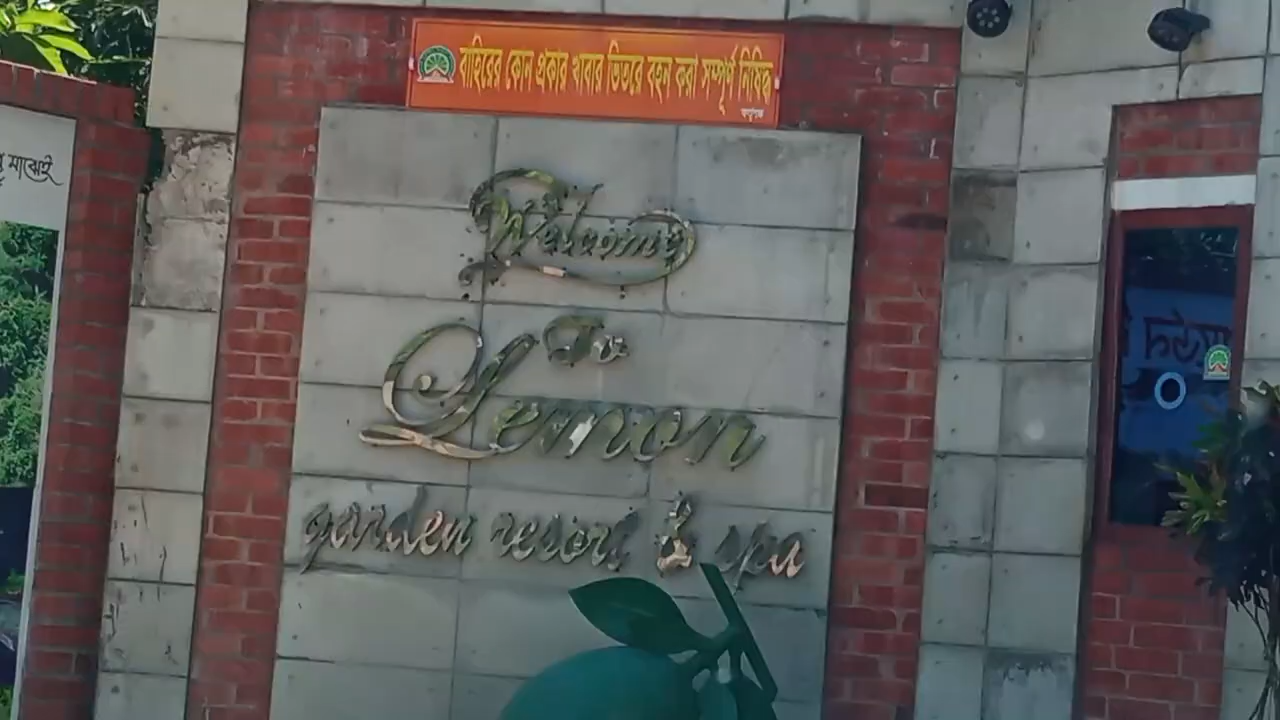 বাহিরের কোন প্রকার খাবার ভিতরে বহন করা সম্পূর্ণ নিষিদ্ধ
মাঝেই
Welcome
To
Lemon
garden resort & spa